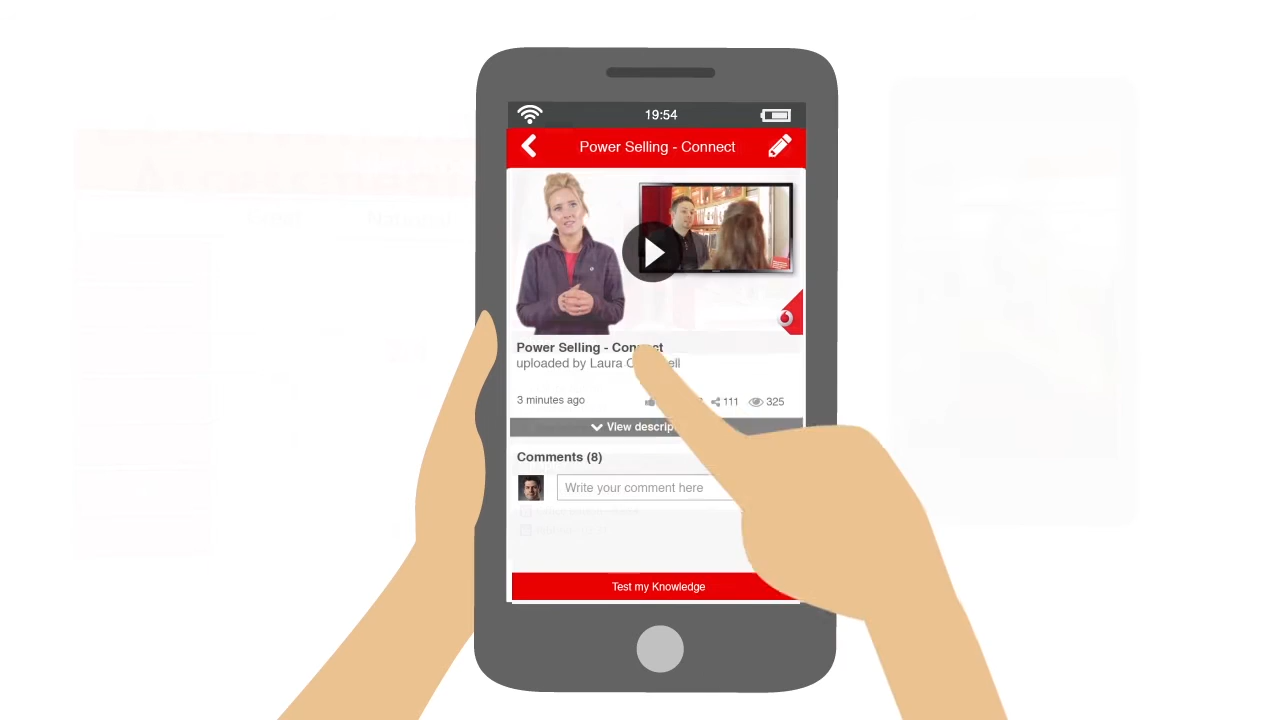 19:54
Power Selling - Connect
Power Selling - Connect
uploaded by Laura
3 minutes ago
111 325
View descrip
Comments (8)
Write your comment here
Test my Knowledge